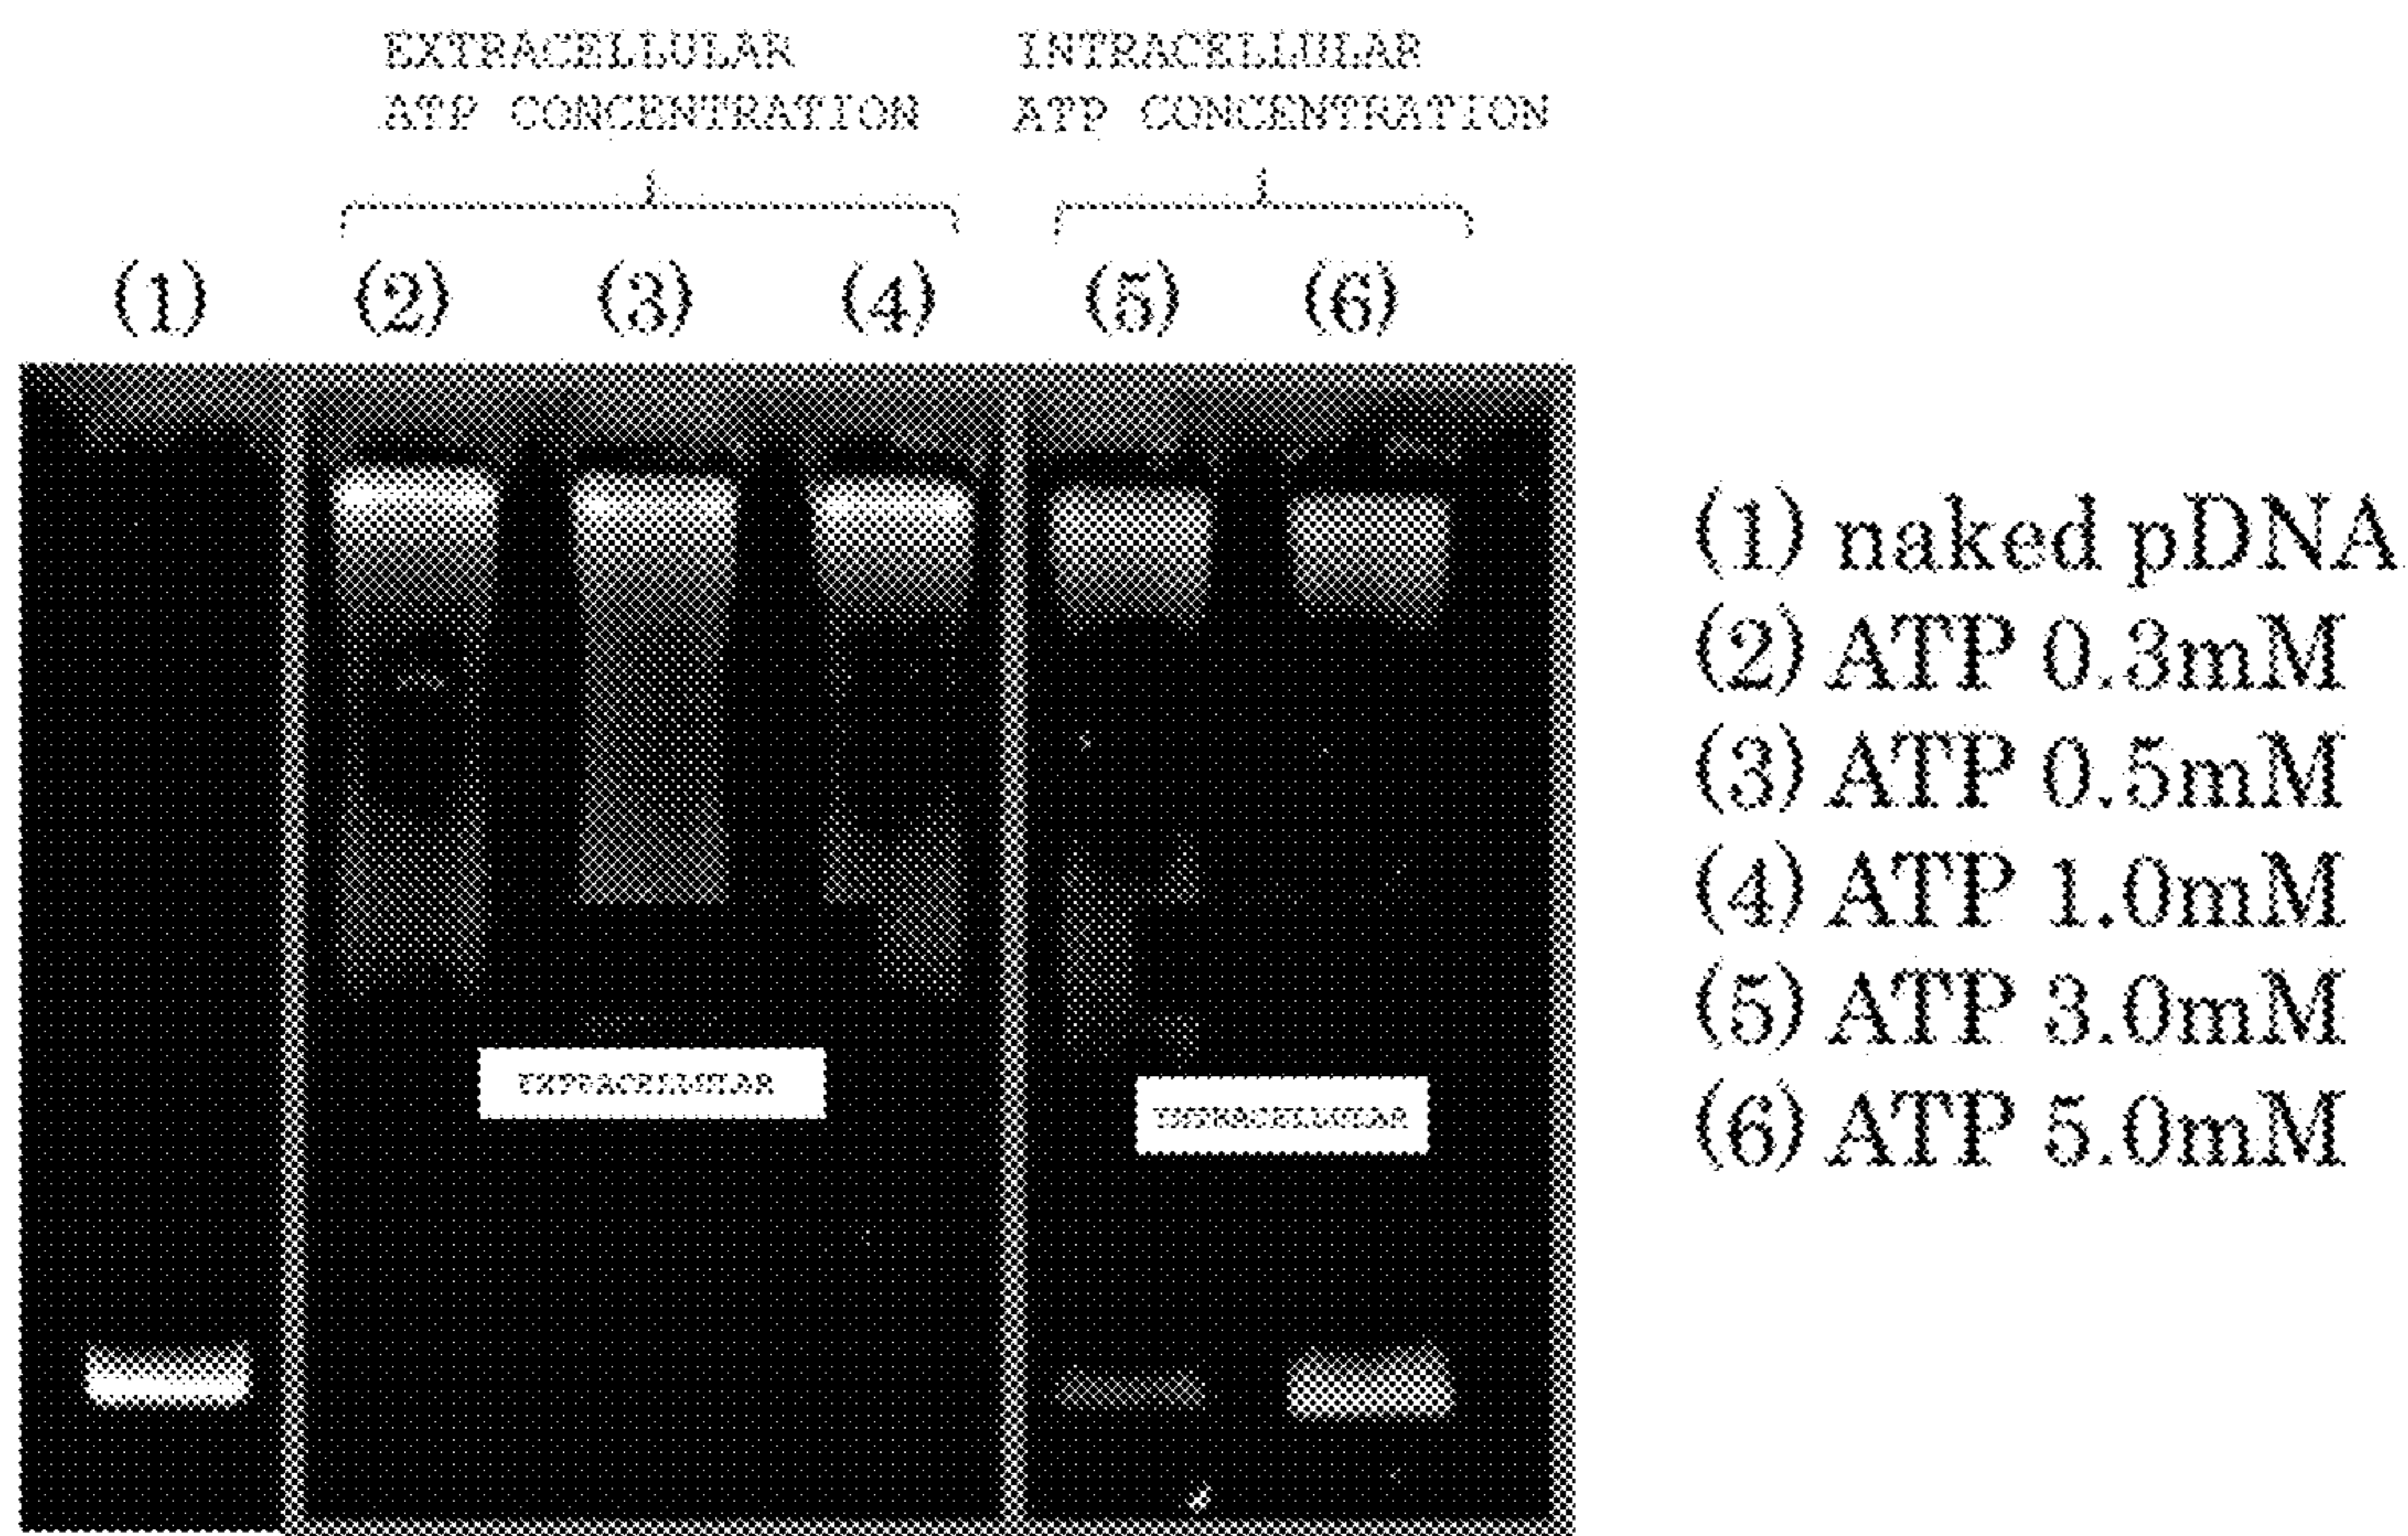 EXTRACELLULAR
ATP CONCENTRATION
INTRACELLULAR
ATP CONCENTRATION
(1) (2) (3) (4) (5) (6)
EXTRACELLULAR
INTRACELLULAR
(1) naked pDNA
(2) ATP 0.3mM
(3) ATP 0.5mM
(4) ATP 1.0mM
(5) ATP 3.0mM
(6) ATP 5.0mM